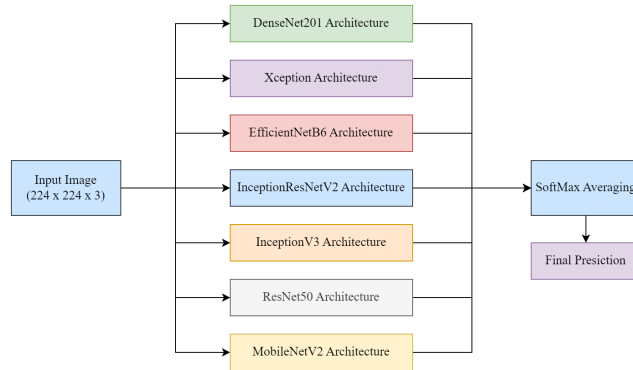 DenseNet201 Architecture
Xception Architecture
EfficientNetB6 Architecture
Input Image
(224 x 224 x 3)
InceptionResNetV2 Architecture
SoftMax Averaging
InceptionV3 Architecture
Final Presiction
ResNet50 Architecture
MobileNetV2 Architecture